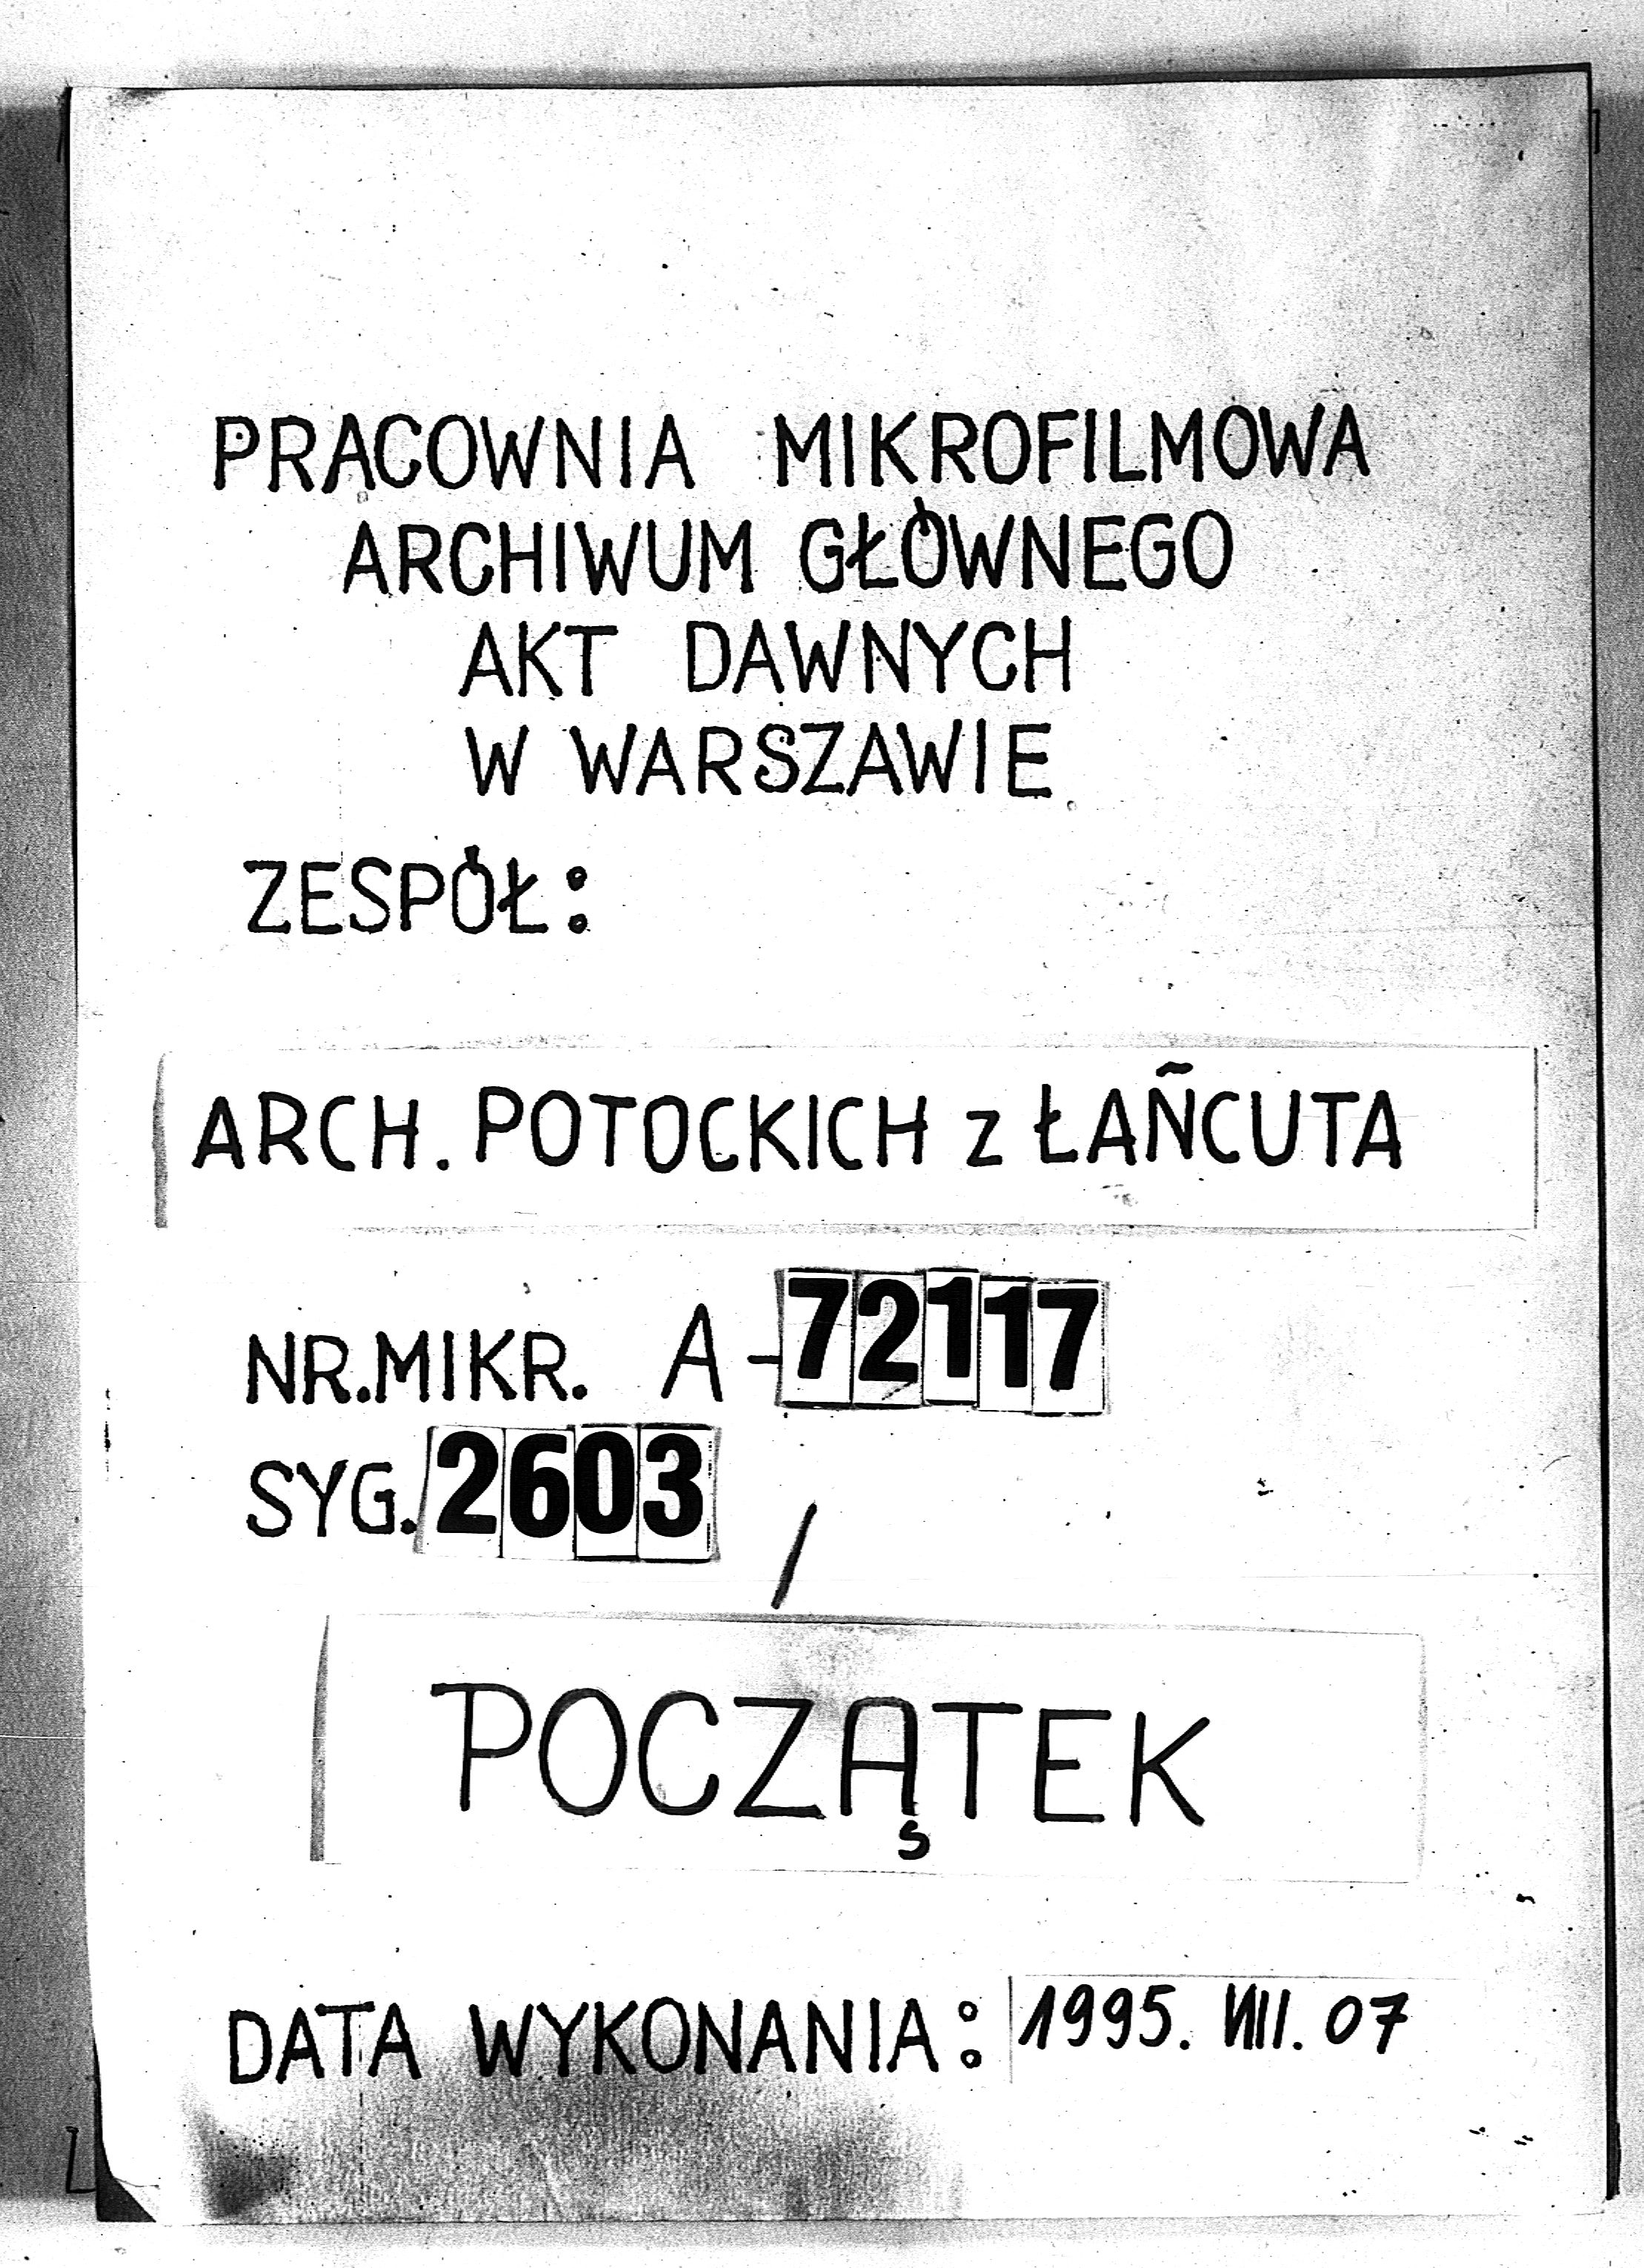 PRACOWNIA MIKROFILMOWA
ARCHIWUM GŁÓWNEGO
AKT DAWNYCH
W WARSZAWIE
ZESPÓŁ:
ARCH. POTOCKICH z ŁAŃCUTA
NR.MIKR. A-72117
SYG. 2603 /
POCZĄTEK
DATA WYKONANIA: 1995. VIII. 07